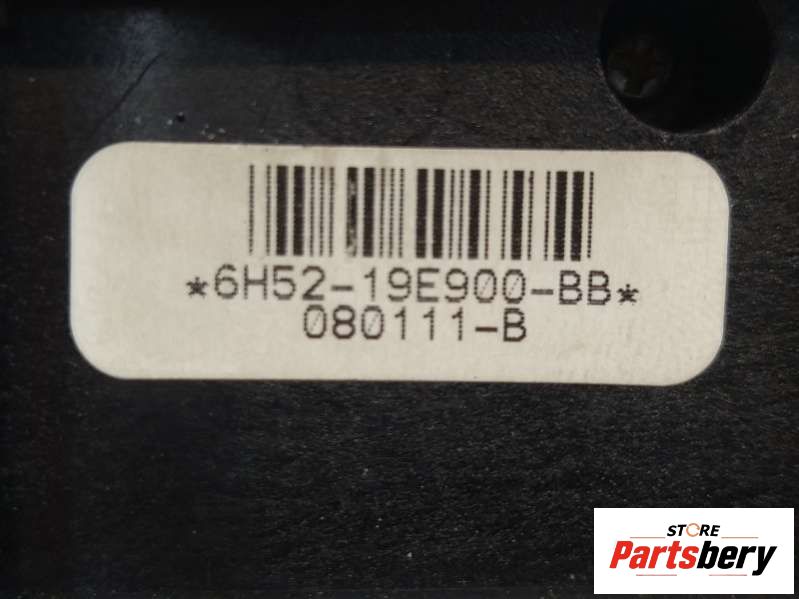 *6H52-19E900-BB*
080111-B
STORE
Partsbery